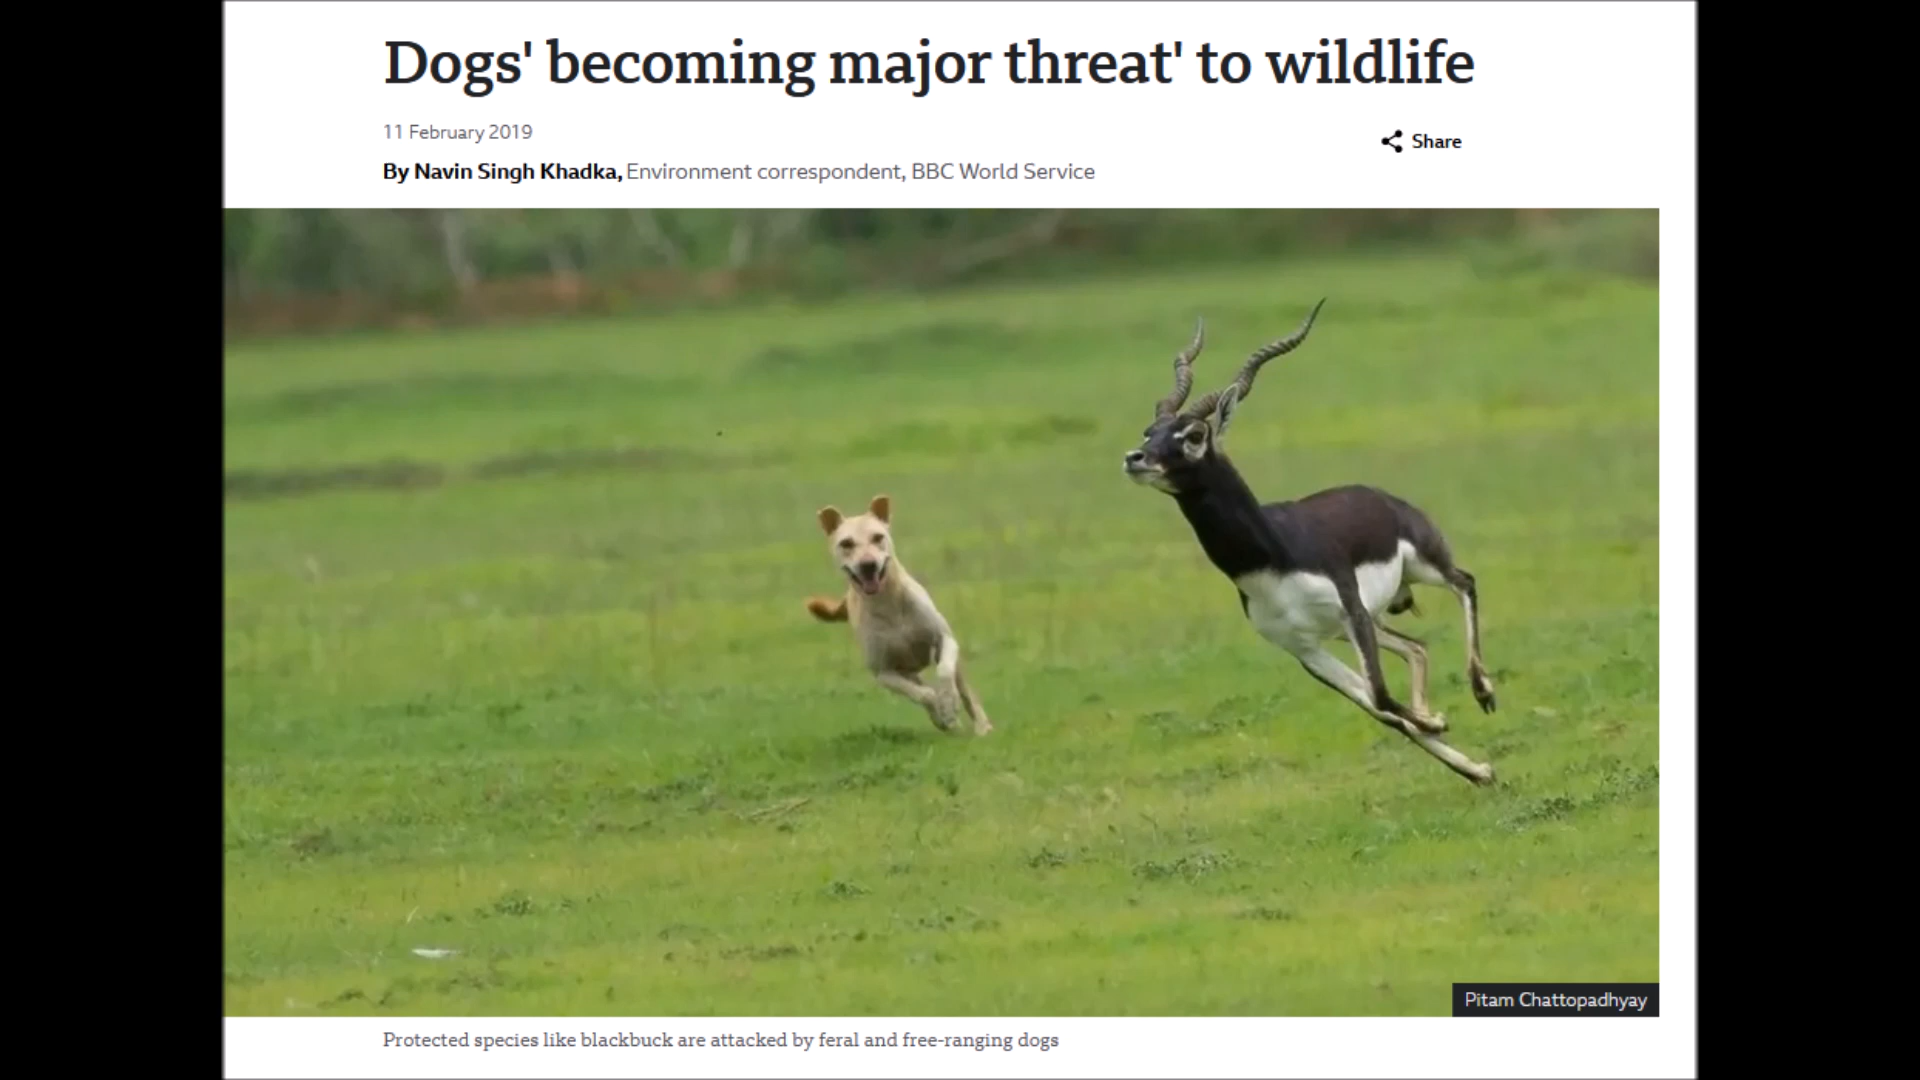 Dogs' becoming major threat' to wildlife
11 February 2019
Share
By Navin Singh Khadka, Environment correspondent, BBC World Service
Pitam Chattopadhyay
Protected species like blackbuck are attacked by feral and free-ranging dogs